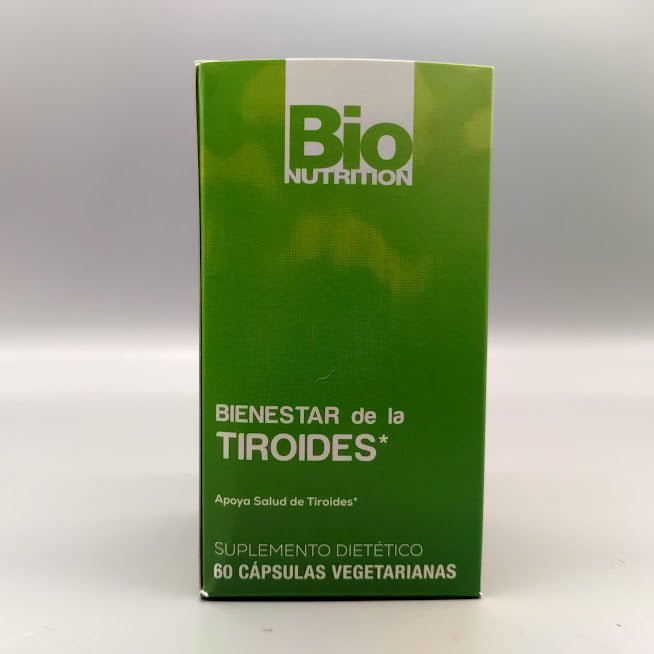 Bio
NUTRITION
BIENESTAR de la
TIROIDES*
Apoya Salud de Tiroides*
SUPLEMENTO DIETÉTICO
60 CÁPSULAS VEGETARIANAS